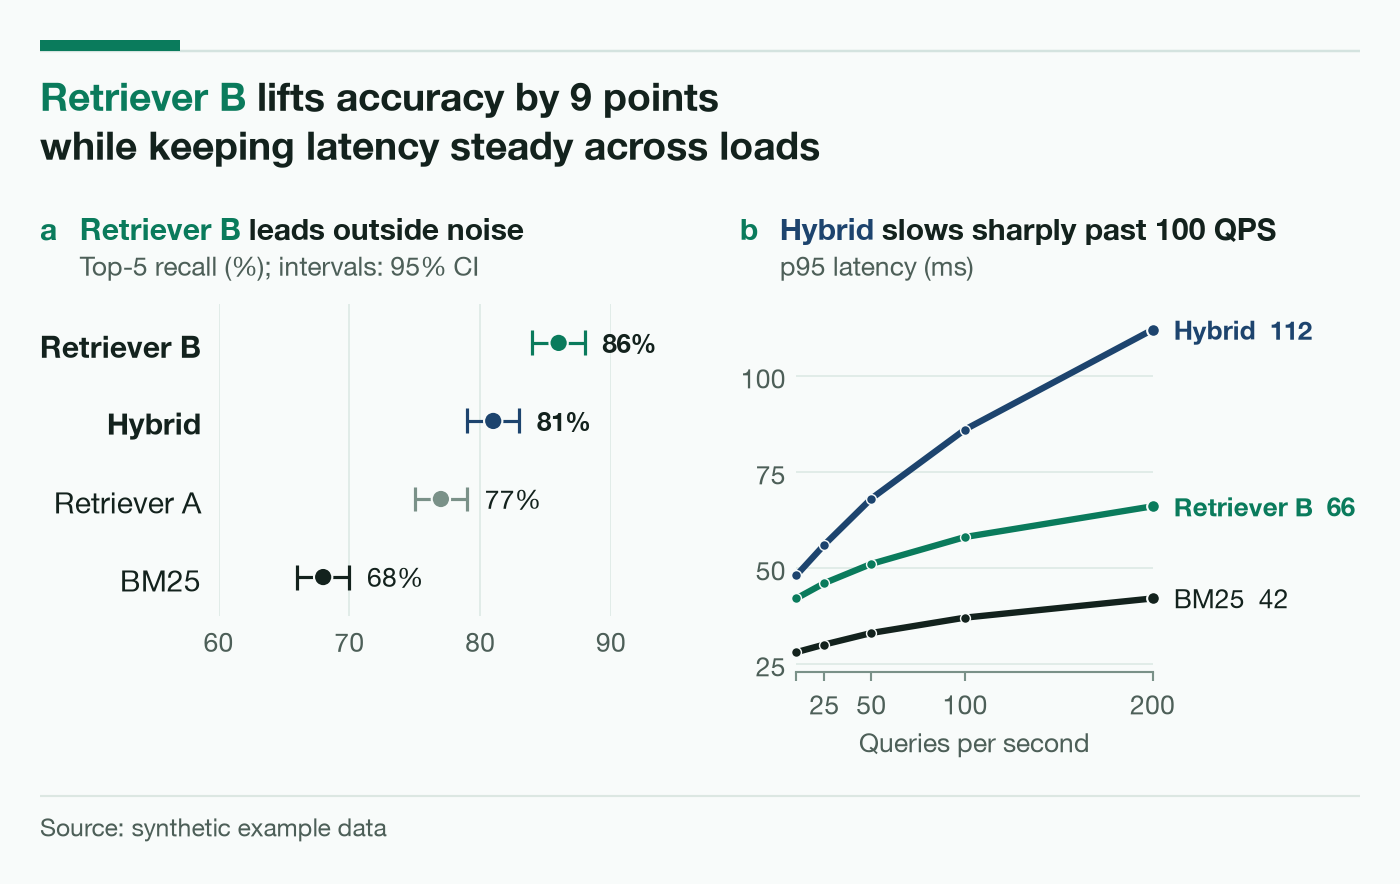 Retriever B lifts accuracy by 9 points
while keeping latency steady across loads
a Retriever B leads outside noise
Top-5 recall (%); intervals: 95% CI
Retriever B 86%
Hybrid 81%
Retriever A 77%
BM25 68%
60 70 80 90
b Hybrid slows sharply past 100 QPS
p95 latency (ms)
Hybrid 112
100
75
Retriever B 66
50
BM25 42
25
25 50 100 200
Queries per second
Source: synthetic example data